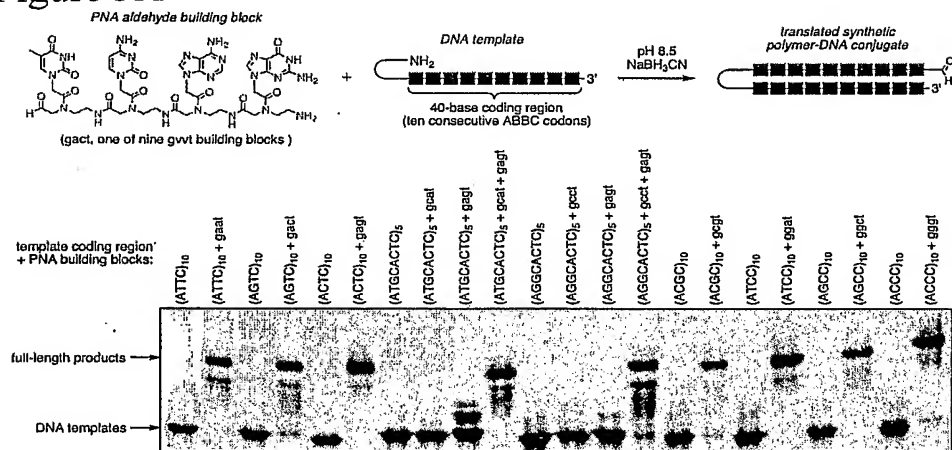 PNA aldehyde building block
DNA template
translated synthetic
polymer-DNA conjugate
pH 8.5
NaBH3CN
NH2
3'
40-base coding region
(ten consecutive ABBC codons)
(gact, one of nine gvvt building blocks )
template coding region
+ PNA building blocks:
(ATTC)10
(ATTC)10 + gaat
(AGTC)10
(AGTC)10 + gact
(ACTC)10
(ACTC)10 + gagt
(ATGCACTC)5
(ATGCACTC)5 + gcat
(ATGCACTC)5 + gagt
(ATGCACTC)5 + gcat + gagt
(AGGCACTC)5
(AGGCACTC)5 + gcct
(AGGCACTC)5 + gagt
(AGGCACTC)5 + gcct + gagt
(ACGC)10
(ACGC)10 + gcgt
(ATCC)10
(ATCC)10 + ggat
(AGCC)10
(AGCC)10 + ggct
(ACCC)10
(ACCC)10 + gggt
full-length products
DNA templates